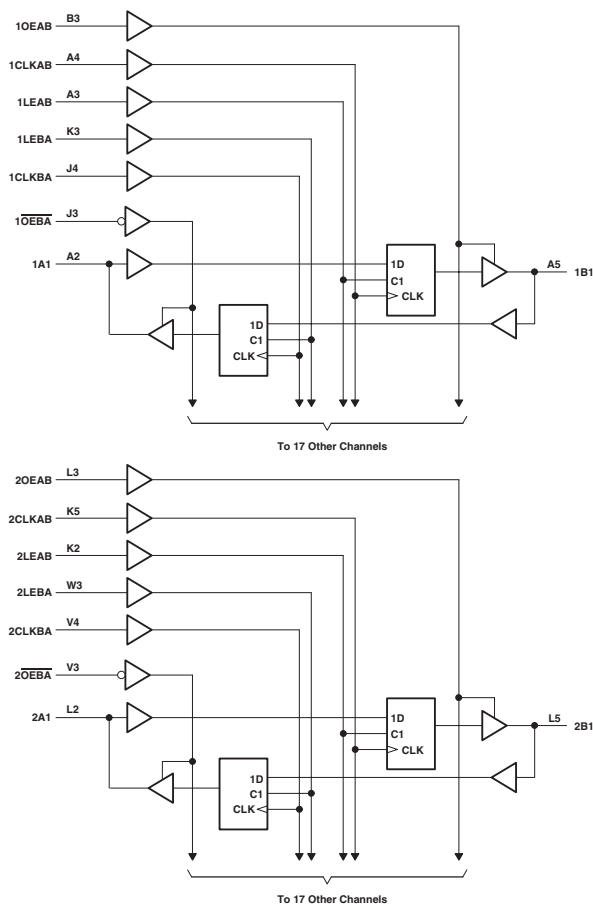 1OEAB B3
1CLKAB A4
1LEAB A3
1LEBA K3
1CLKBA J4
1OEBA J3
1A1 A2
1D
C1
CLK
A5 1B1
1D
C1
CLK
To 17 Other Channels
2OEAB L3
2CLKAB K5
2LEAB K2
2LEBA W3
2CLKBA V4
2OEBA V3
2A1 L2
1D
C1
CLK
L5 2B1
1D
C1
CLK
To 17 Other Channels